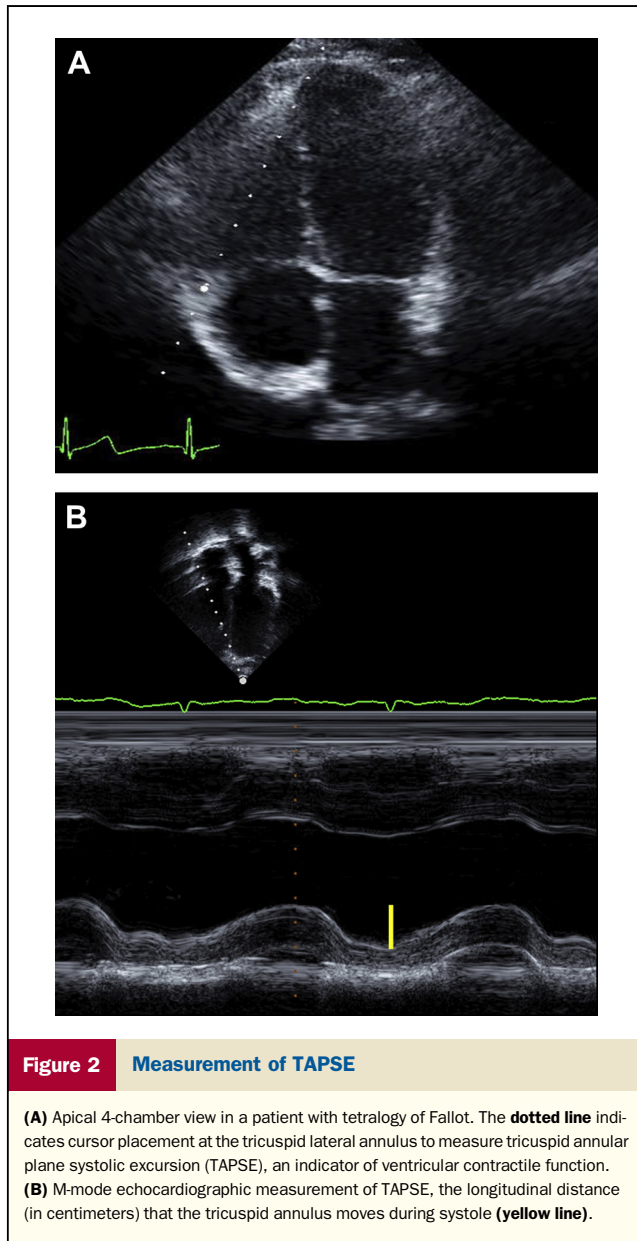 A
B
Figure 2 Measurement of TAPSE
(A) Apical 4-chamber view in a patient with tetralogy of Fallot. The dotted line indi-
cates cursor placement at the tricuspid lateral annulus to measure tricuspid annular
plane systolic excursion (TAPSE), an indicator of ventricular contractile function.
(B) M-mode echocardiographic measurement of TAPSE, the longitudinal distance
(in centimeters) that the tricuspid annulus moves during systole (yellow line).